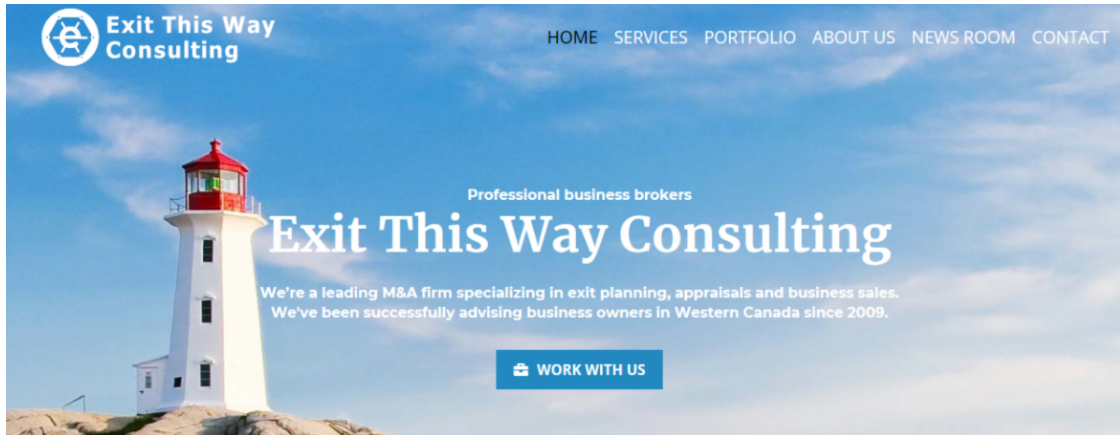 Exit This Way
Consulting
HOME SERVICES PORTFOLIO ABOUT US NEWS ROOM CONTACT
Professional business brokers
Exit This Way Consulting
We're a leading M&A firm specializing in exit planning, appraisals and business sales.
We've been successfully advising business owners in Western Canada since 2009.
WORK WITH US